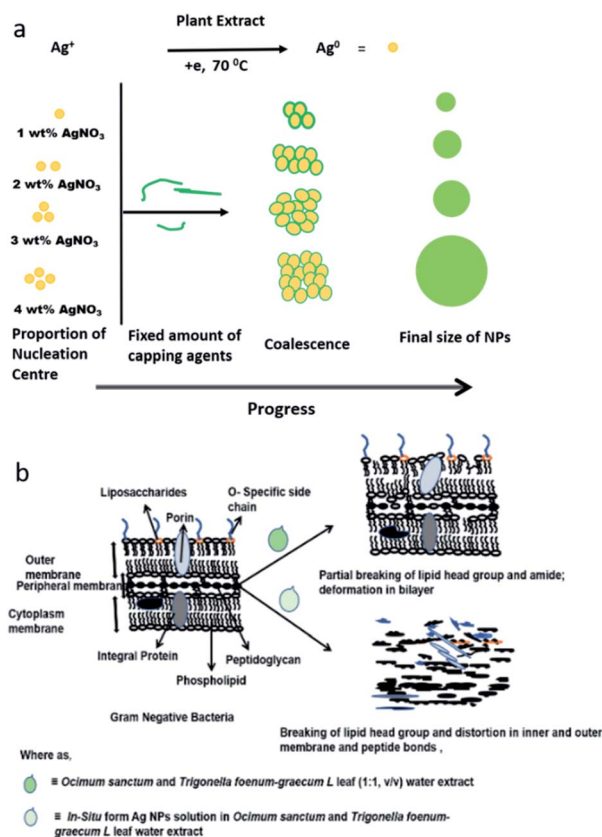 a
Plant Extract
Ag⁺
Ag⁰ =
+e, 70 ⁰C
1 wt% AgNO₃
2 wt% AgNO₃
3 wt% AgNO₃
4 wt% AgNO₃
Proportion of
Nucleation
Centre
Fixed amount of
capping agents
Coalescence
Final size of NPs
Progress
b
Liposaccharides
Porin
O- Specific side
chain
Outer
membrane
Peripheral membrane
Cytoplasm
membrane
Integral Protein
Peptidoglycan
Phospholipid
Gram Negative Bacteria
Partial breaking of lipid head group and amide;
deformation in bilayer
Breaking of lipid head group and distortion in inner and outer
membrane and peptide bonds ,
Where as,
≡ Ocimum sanctum and Trigonella foenum-graecum L leaf (1:1, v/v) water extract
≡ In-Situ form Ag NPs solution in Ocimum sanctum and Trigonella foenum-
graecum L leaf water extract